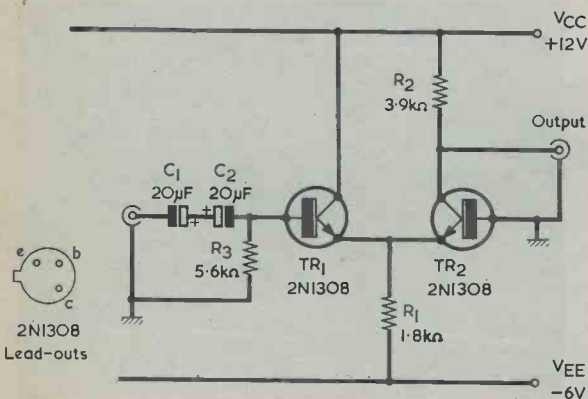 VCC
+12V
R2
3·9kΩ
Output
C1
20µF
C2
20µF
+
+
R3
5·6kΩ
TR1
2N1308
TR2
2N1308
e
b
c
2N1308
Lead-outs
R1
1·8kΩ
VEE
-6V